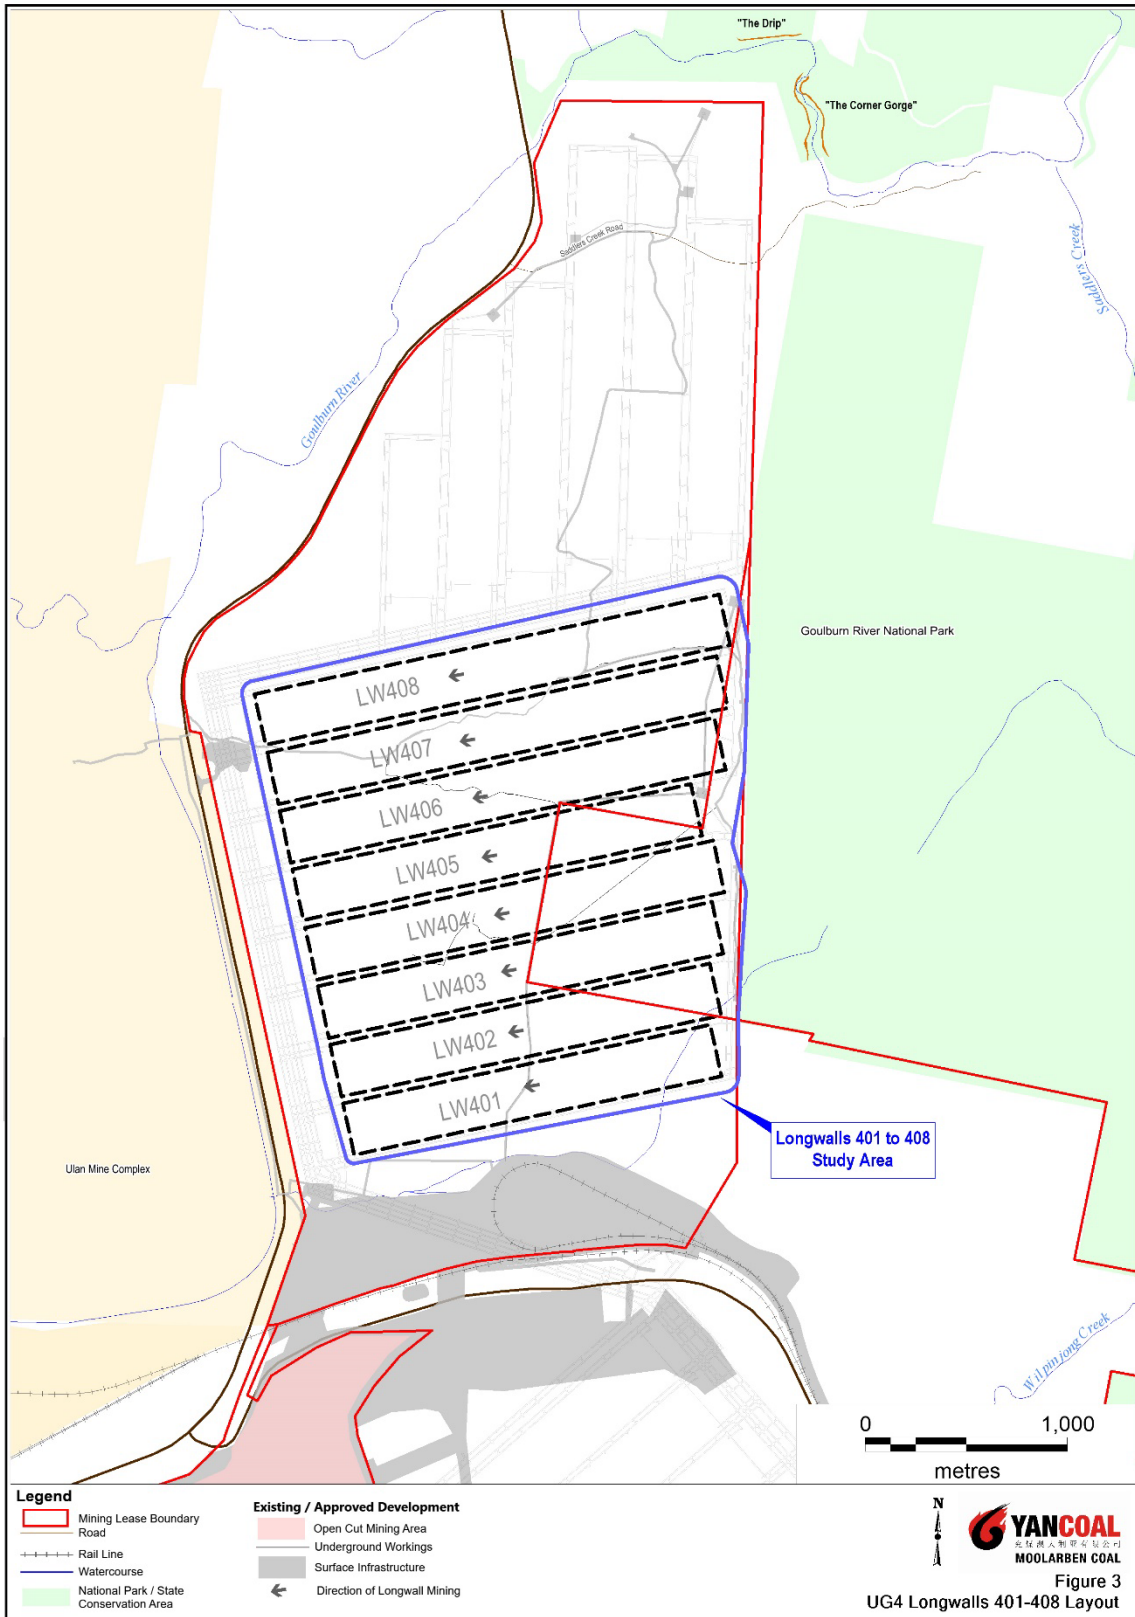 "The Drip"
"The Corner Gorge"
Saddlers Creek Road
Saddlers Creek
Goulburn River
Goulburn River National Park
LW408
LW407
LW406
LW405
LW404
LW403
LW402
LW401
Longwalls 401 to 408
Study Area
Ulan Mine Complex
Wilpinjong Creek
0 1,000
metres
Legend
Mining Lease Boundary
Road
Rail Line
Watercourse
National Park / State
Conservation Area
Existing / Approved Development
Open Cut Mining Area
Underground Workings
Surface Infrastructure
Direction of Longwall Mining
N
YANCOAL
MOOLARBEN COAL
Figure 3
UG4 Longwalls 401-408 Layout